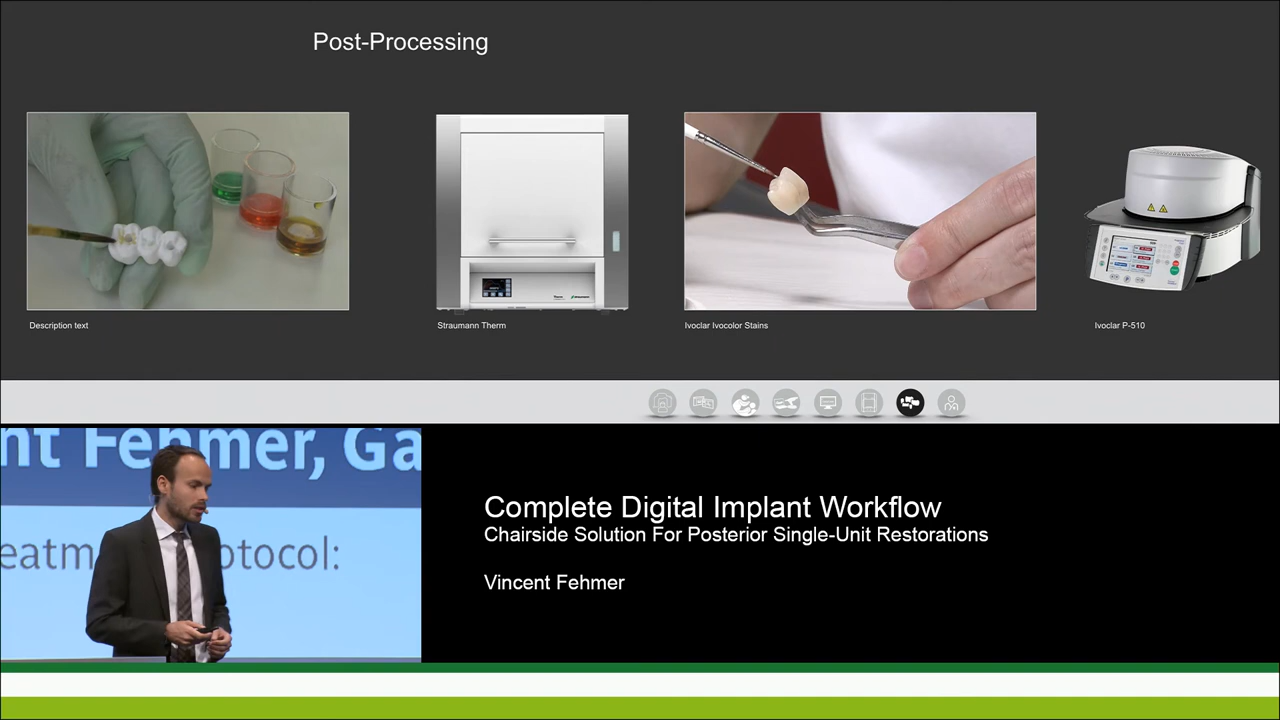 Post-Processing
Description text
Straumann Therm
Ivoclar Ivocolor Stains
Ivoclar P-510
nt Fehmer, Ga
eatm
otocol:
Complete Digital Implant Workflow
Chairside Solution For Posterior Single-Unit Restorations
Vincent Fehmer